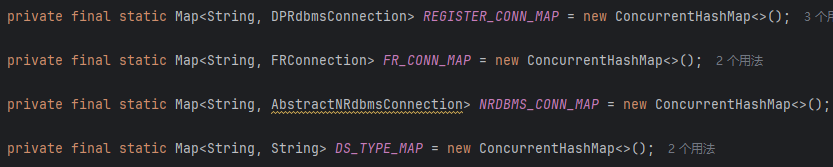 private final static Map<String, DPRdbmsConnection> REGISTER_CONN_MAP = new ConcurrentHashMap<>(); 3 个用
private final static Map<String, FRConnection> FR_CONN_MAP = new ConcurrentHashMap<>(); 2 个用法
private final static Map<String, AbstractNRdbmsConnection> NRDBMS_CONN_MAP = new ConcurrentHashMap<>();
private final static Map<String, String> DS_TYPE_MAP = new ConcurrentHashMap<>(); 2 个用法